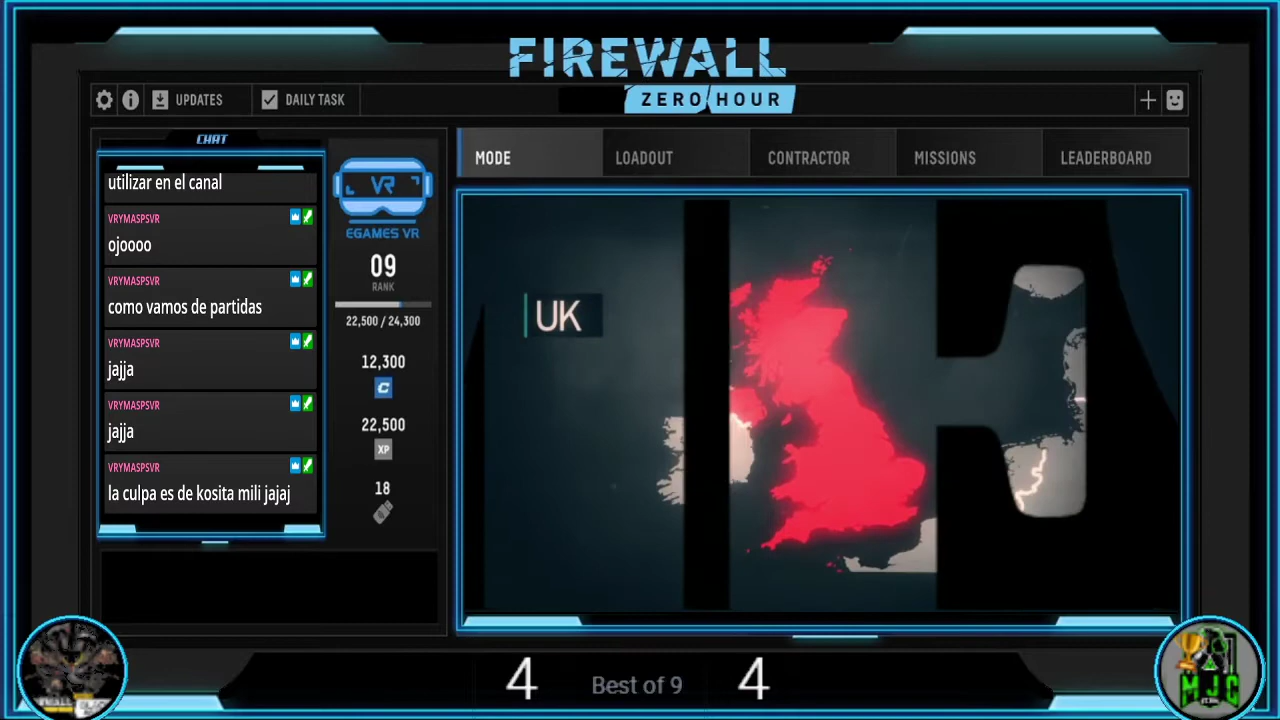 FIREWALL
ZERO HOUR
UPDATES
DAILY TASK
CHAT
utilizar en el canal
VRYMASPSVR
ojoooo
VRYMASPSVR
como vamos de partidas
VRYMASPSVR
jajja
VRYMASPSVR
jajja
VRYMASPSVR
la culpa es de kosita mili jajaj
VR
EGAMES VR
09
RANK
22,500 / 24,300
12,300
C
22,500
XP
18
MODE
LOADOUT
CONTRACTOR
MISSIONS
LEADERBOARD
UK
4 Best of 9 4
MJC